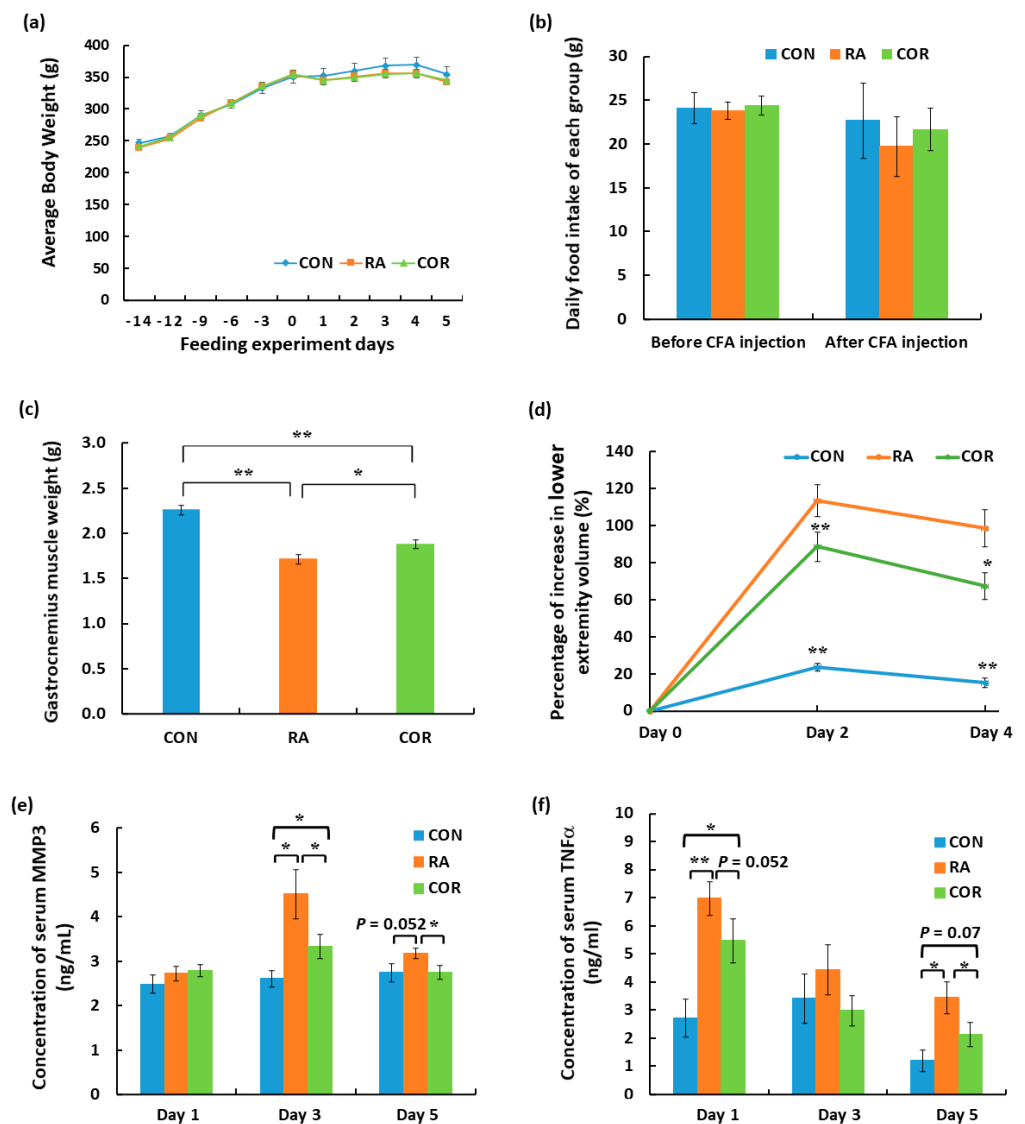 (a)
Average Body Weight (g)
400
350
300
250
200
150
100
50
0
CON RA COR
-14 -12 -9 -6 -3 0 1 2 3 4 5
Feeding experiment days
(b)
Daily food intake of each group (g)
CON RA COR
30
25
20
15
10
5
0
Before CFA injection After CFA injection
(c)
Gastrocnemius muscle weight (g)
3.0
2.5
2.0
1.5
1.0
0.5
0.0
**
** *
CON RA COR
(d)
Percentage of increase in lower
extremity volume (%)
CON RA COR
140
120
100
80
60
40
20
0
**
*
**
**
Day 0 Day 2 Day 4
(e)
Concentration of serum MMP3
(ng/mL)
6
5
4
3
2
1
0
CON
RA
COR
*
* *
P = 0.052 *
Day 1 Day 3 Day 5
(f)
Concentration of serum TNFα
(ng/ml)
10
9
8
7
6
5
4
3
2
1
0
CON
RA
COR
*
** P = 0.052
P = 0.07
* *
Day 1 Day 3 Day 5